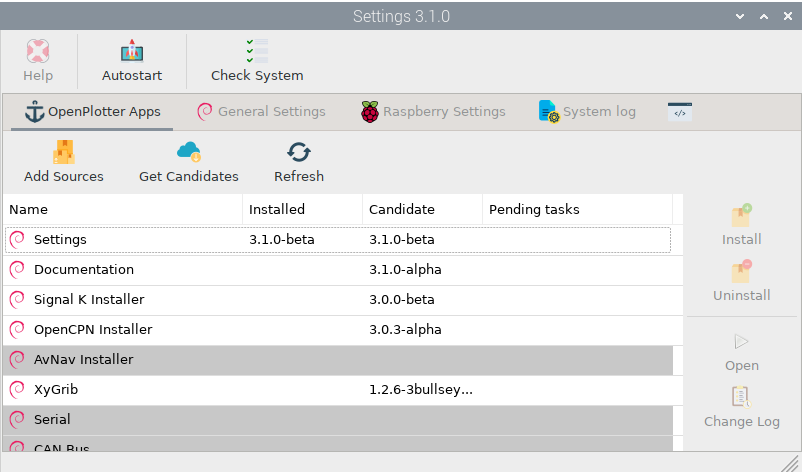 Settings 3.1.0
Help Autostart Check System
OpenPlotter Apps General Settings Raspberry Settings System log </>
Add Sources Get Candidates Refresh
Name Installed Candidate Pending tasks
Settings 3.1.0-beta 3.1.0-beta
Documentation 3.1.0-alpha
Signal K Installer 3.0.0-beta
OpenCPN Installer 3.0.3-alpha
AvNav Installer
XyGrib 1.2.6-3bullsey...
Serial
CAN Bus
Install
Uninstall
Open
Change Log